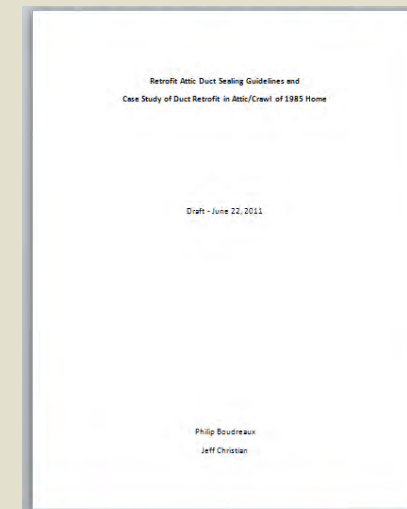 Retrofit Attic Duct Sealing Guidelines and
Case Study of Duct Retrofit in Attic/Crawl of 1985 Home
Draft - June 22, 2011
Philip Boudreaux
Jeff Christian